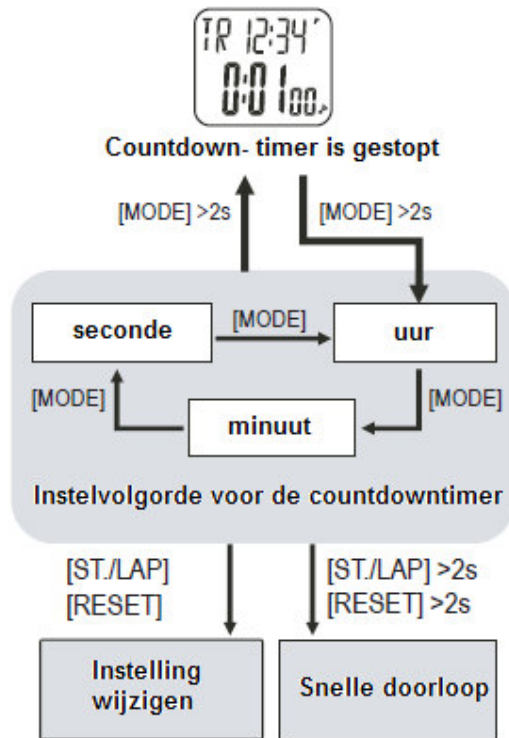 TR 12:34'
0:01 00
Countdown- timer is gestopt
[MODE] >2s
[MODE] >2s
seconde
[MODE]
uur
[MODE]
[MODE]
minuut
Instelvolgorde voor de countdowntimer
[ST./LAP]
[RESET]
[ST./LAP] >2s
[RESET] >2s
Instelling
wijzigen
Snelle doorloop